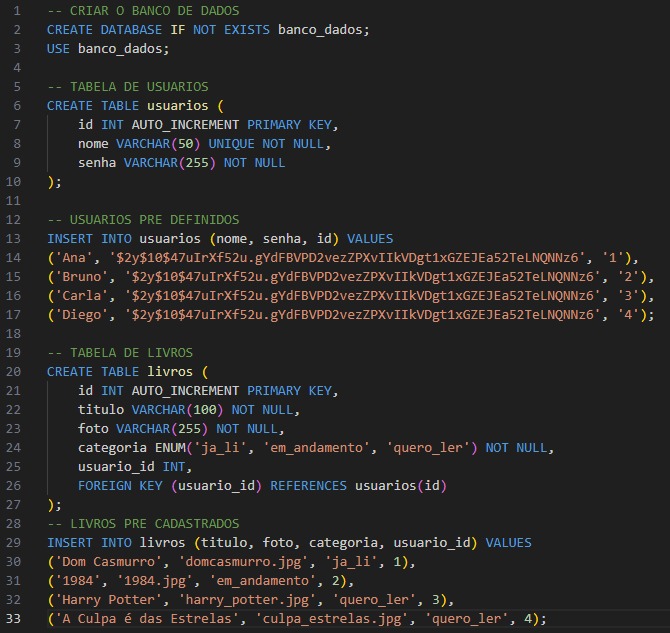 1 -- CRIAR O BANCO DE DADOS
2 CREATE DATABASE IF NOT EXISTS banco_dados;
3 USE banco_dados;
4
5 -- TABELA DE USUARIOS
6 CREATE TABLE usuarios (
7 id INT AUTO_INCREMENT PRIMARY KEY,
8 nome VARCHAR(50) UNIQUE NOT NULL,
9 senha VARCHAR(255) NOT NULL
10 );
11
12 -- USUARIOS PRE DEFINIDOS
13 INSERT INTO usuarios (nome, senha, id) VALUES
14 ('Ana', '$2y$10$47uIrXf52u.gYdFBVPD2vezZPXvIIkVDgt1xGZEJEa52TeLNQNNz6', '1'),
15 ('Bruno', '$2y$10$47uIrXf52u.gYdFBVPD2vezZPXvIIkVDgt1xGZEJEa52TeLNQNNz6', '2'),
16 ('Carla', '$2y$10$47uIrXf52u.gYdFBVPD2vezZPXvIIkVDgt1xGZEJEa52TeLNQNNz6', '3'),
17 ('Diego', '$2y$10$47uIrXf52u.gYdFBVPD2vezZPXvIIkVDgt1xGZEJEa52TeLNQNNz6', '4');
18
19 -- TABELA DE LIVROS
20 CREATE TABLE livros (
21 id INT AUTO_INCREMENT PRIMARY KEY,
22 titulo VARCHAR(100) NOT NULL,
23 foto VARCHAR(255) NOT NULL,
24 categoria ENUM('ja_li', 'em_andamento', 'quero_ler') NOT NULL,
25 usuario_id INT,
26 FOREIGN KEY (usuario_id) REFERENCES usuarios(id)
27 );
28 -- LIVROS PRE CADASTRADOS
29 INSERT INTO livros (titulo, foto, categoria, usuario_id) VALUES
30 ('Dom Casmurro', 'domcasmurro.jpg', 'ja_li', 1),
31 ('1984', '1984.jpg', 'em_andamento', 2),
32 ('Harry Potter', 'harry_potter.jpg', 'quero_ler', 3),
33 ('A Culpa é das Estrelas', 'culpa_estrelas.jpg', 'quero_ler', 4);